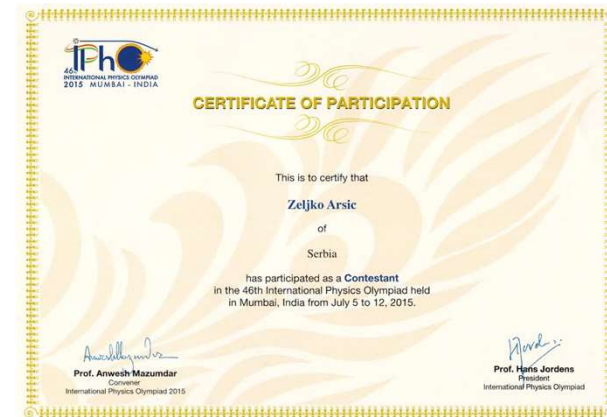 IPhO
46th
INTERNATIONAL PHYSICS OLYMPIAD
2015 MUMBAI - INDIA
CERTIFICATE OF PARTICIPATION
This is to certify that
Zeljko Arsic
of
Serbia
has participated as a Contestant
in the 46th International Physics Olympiad held
in Mumbai, India from July 5 to 12, 2015.
Prof. Anwesh Mazumdar
Convener
International Physics Olympiad 2015
Prof. Hans Jordens
President
International Physics Olympiad